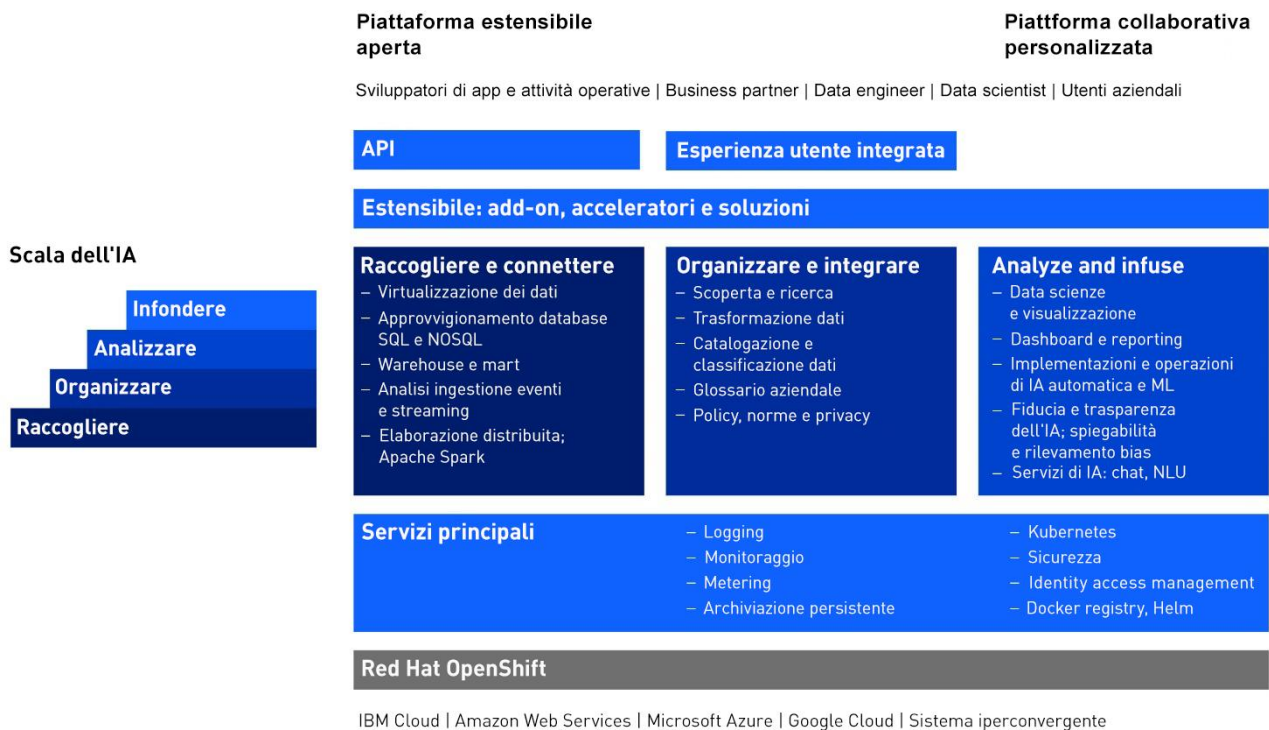 Piattaforma estensibile
aperta
Piattforma collaborativa
personalizzata
Sviluppatori di app e attività operative | Business partner | Data engineer | Data scientist | Utenti aziendali
API
Esperienza utente integrata
Estensibile: add-on, acceleratori e soluzioni
Scala dell'IA
Infondere
Analizzare
Organizzare
Raccogliere
Raccogliere e connettere
– Virtualizzazione dei dati
– Approvvigionamento database
SQL e NOSQL
– Warehouse e mart
– Analisi ingestione eventi
e streaming
– Elaborazione distribuita;
Apache Spark
Organizzare e integrare
– Scoperta e ricerca
– Trasformazione dati
– Catalogazione e
classificazione dati
– Glossario aziendale
– Policy, norme e privacy
Analyze and infuse
– Data scienze
e visualizzazione
– Dashboard e reporting
– Implementazioni e operazioni
di IA automatica e ML
– Fiducia e trasparenza
dell'IA; spiegabilità
e rilevamento bias
– Servizi di IA: chat, NLU
Servizi principali
– Logging
– Monitoraggio
– Metering
– Archiviazione persistente
– Kubernetes
– Sicurezza
– Identity access management
– Docker registry, Helm
Red Hat OpenShift
IBM Cloud | Amazon Web Services | Microsoft Azure | Google Cloud | Sistema iperconvergente